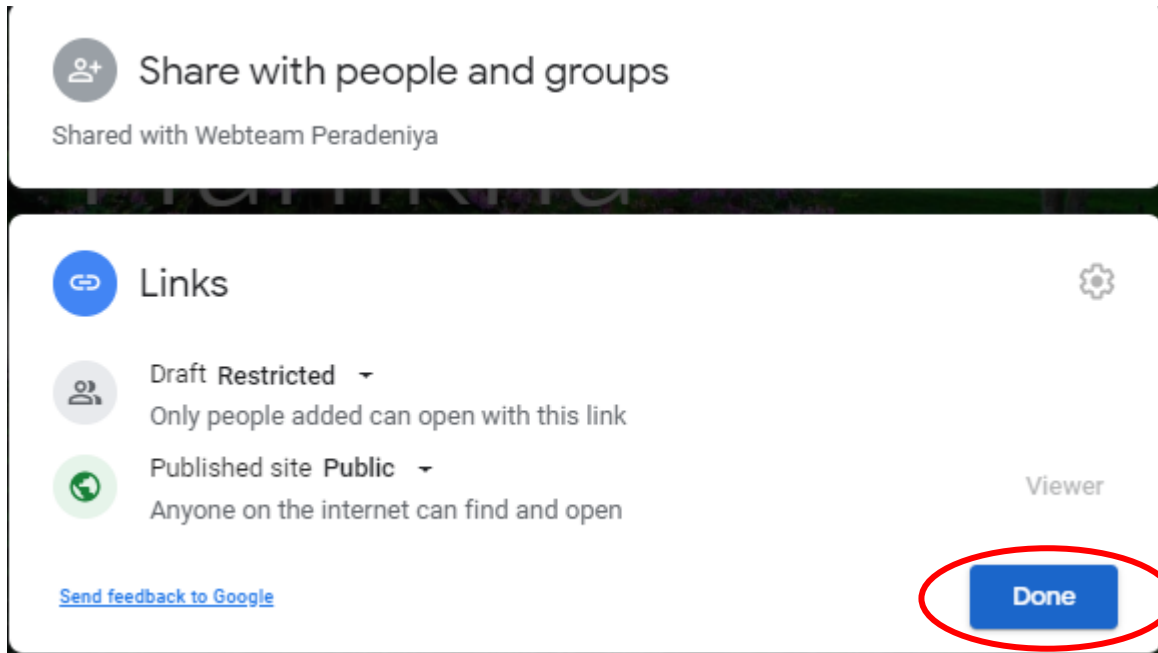 Share with people and groups
Shared with Webteam Peradeniya
Links
Draft Restricted
Only people added can open with this link
Published site Public
Anyone on the internet can find and open
Viewer
Send feedback to Google
Done